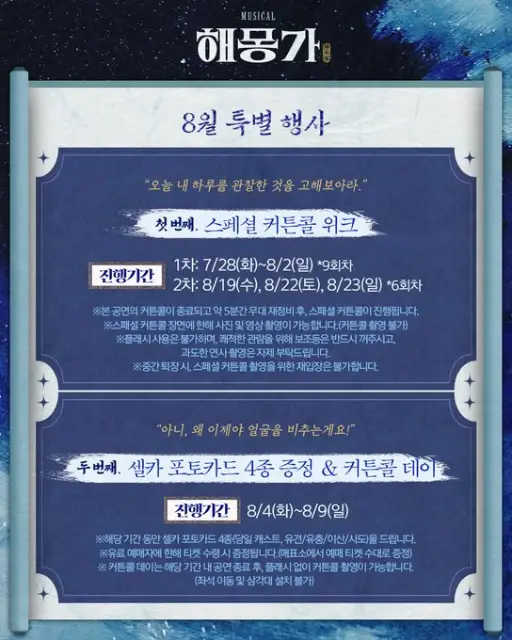 MUSICAL
해몽가
8월 특별 행사
“오늘 내 하루를 관찰한 것을 고해보아라.”
첫 번째. 스페셜 커튼콜 위크
진행기간
1차: 7/28(화)~8/2(일) *9회차
2차: 8/19(수), 8/22(토), 8/23(일) *6회차
※본 공연의 커튼콜이 종료되고 약 5분간 무대 재정비 후, 스페셜 커튼콜이 진행됩니다.
※스페셜 커튼콜 장면에 한해 사진 및 영상 촬영이 가능합니다.(커튼콜 촬영 불가)
※플래시 사용은 불가하며, 쾌적한 관람을 위해 보조등은 반드시 꺼주시고,
과도한 연사 촬영은 자제 부탁드립니다.
※중간 퇴장 시, 스페셜 커튼콜 촬영을 위한 재입장은 불가합니다.
“아니, 왜 이제야 얼굴을 비추는게요!”
두 번째. 셀카 포토카드 4종 증정 & 커튼콜 데이
진행기간
8/4(화)~8/9(일)
※해당 기간 동안 셀카 포토카드 4종(당일 캐스트, 유건/유충/이신/사도)을 드립니다.
※유료 예매자에 한해 티켓 수령 시 증정됩니다.(매표소에서 예매 티켓 수대로 증정)
※ 커튼콜 데이는 해당 기간 내 공연 종료 후, 플래시 없이 커튼콜 촬영이 가능합니다.
(좌석 이동 및 삼각대 설치 불가)